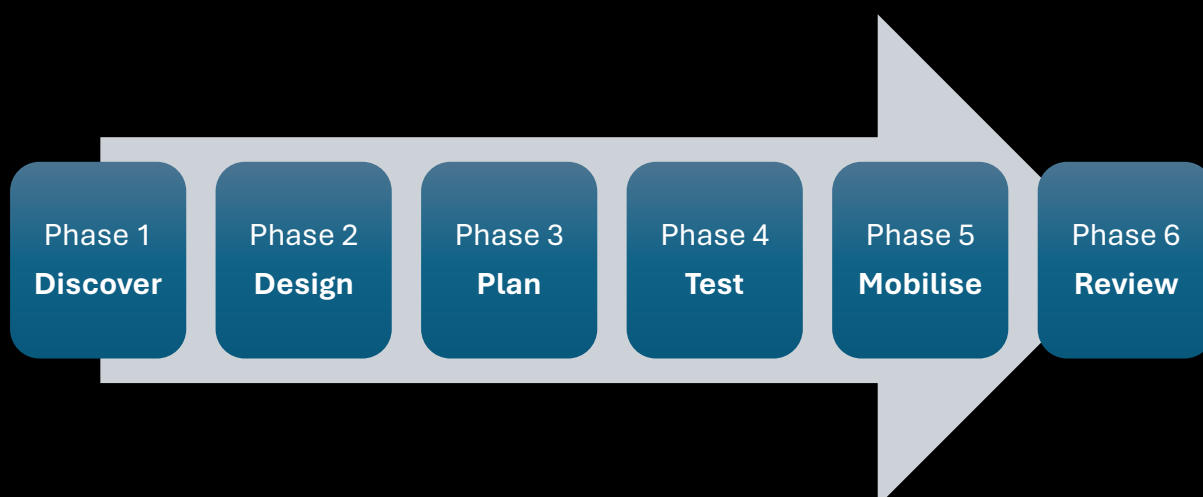 Phase 1
Discover
Phase 2
Design
Phase 3
Plan
Phase 4
Test
Phase 5
Mobilise
Phase 6
Review